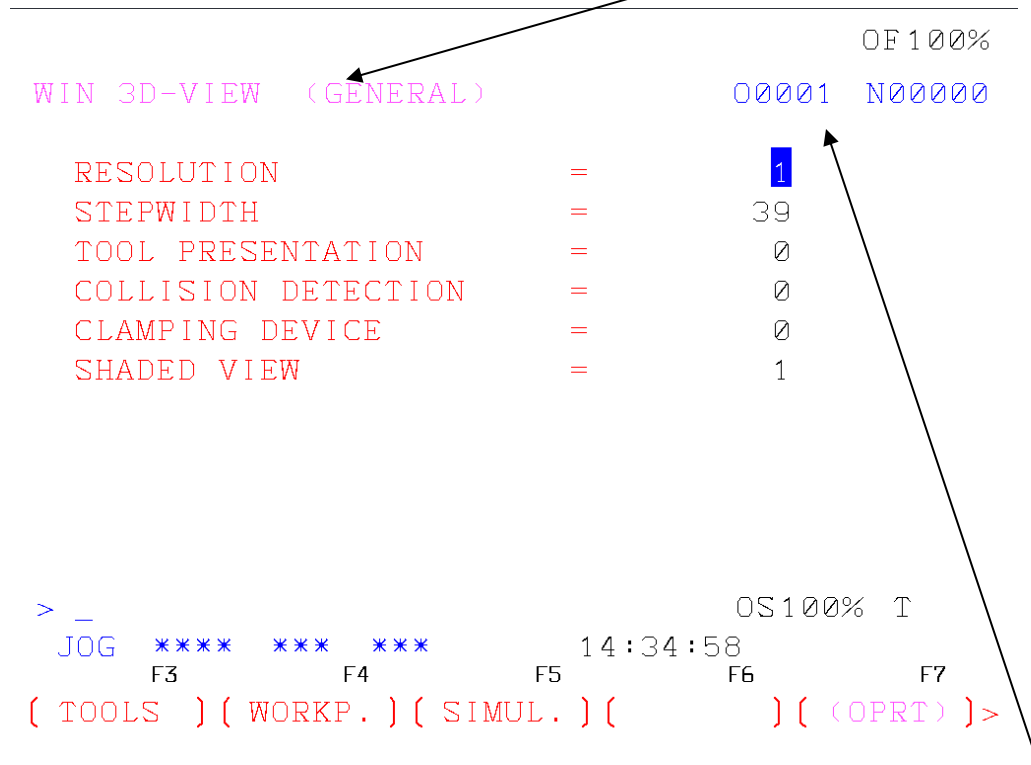 OF100%
WIN 3D-VIEW (GENERAL) O0001 N00000
RESOLUTION = 1
STEPWIDTH = 39
TOOL PRESENTATION = 0
COLLISION DETECTION = 0
CLAMPING DEVICE = 0
SHADED VIEW = 1
> _ OS100% T
JOG **** *** *** 14:34:58
F3 F4 F5 F6 F7
[ TOOLS ][ WORKP. ][ SIMUL. ][ ][ (OPRT) ]>